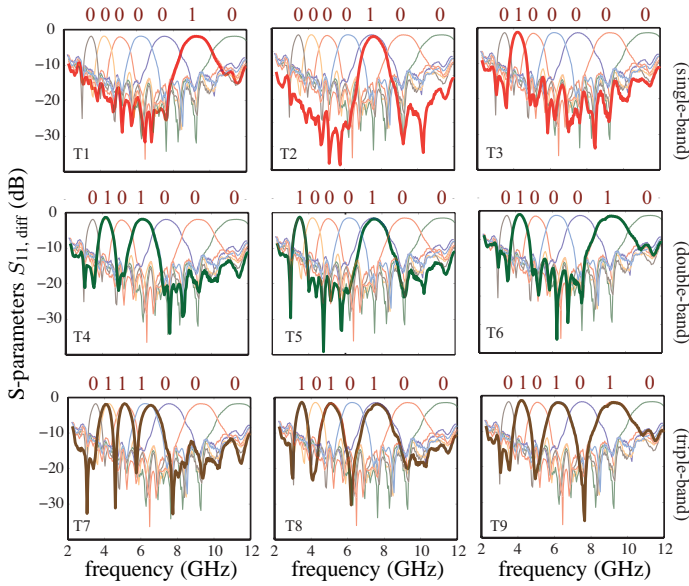 0 0 0 0 0 1 0
0 0 0 0 1 0 0
0 1 0 0 0 0 0
0
−10
−20
−30
T1
T2
T3
(single-band)
0 1 0 1 0 0 0
1 0 0 0 1 0 0
0 1 0 0 0 1 0
0
−10
−20
−30
T4
T5
T6
(double-band)
S-parameters S11, diff (dB)
0 1 1 1 0 0 0
1 0 1 0 1 0 0
0 1 0 1 0 1 0
0
−10
−20
−30
T7
T8
T9
(triple-band)
2 4 6 8 10 12
2 4 6 8 10 12
2 4 6 8 10 12
frequency (GHz)
frequency (GHz)
frequency (GHz)